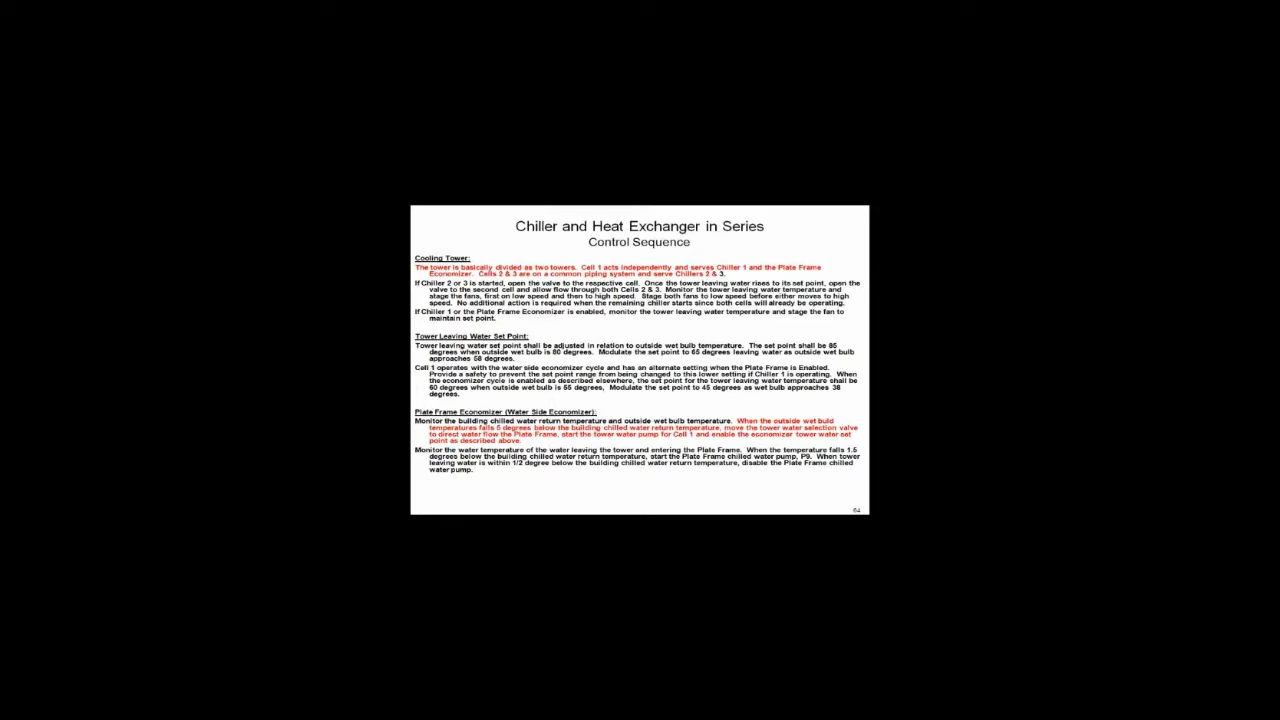 Chiller and Heat Exchanger in Series
Control Sequence
Cooling Tower:
The tower is basically divided as two towers. Cell 1 acts independently and serves Chiller 1 and the Plate Frame
Economizer. Cells 2 & 3 are on a common piping system and serve Chillers 2 & 3.
If Chiller 2 or 3 is started, open the valve to the respective cell. Once the tower leaving water rises to its set point, open the
valve to the second cell and allow flow through both Cells 2 & 3. Monitor the tower leaving water temperature and
stage the fans, first on low speed and then to high speed. Stage both fans to low speed before either moves to high
speed. No additional action is required when the remaining chiller starts since both cells will already be operating.
If Chiller 1 or the Plate Frame Economizer is enabled, monitor the tower leaving water temperature and stage the fan to
maintain set point.
Tower Leaving Water Set Point:
Tower leaving water set point shall be adjusted in relation to outside wet bulb temperature. The set point shall be 85
degrees when outside wet bulb is 80 degrees. Modulate the set point to 65 degrees leaving water as outside wet bulb
approaches 58 degrees.
Cell 1 operates with the water side economizer cycle and has an alternate setting when the Plate Frame is Enabled.
Provide a safety to prevent the set point range from being changed to this lower setting if Chiller 1 is operating. When
the economizer cycle is enabled as described elsewhere, the set point for the tower leaving water temperature shall be
60 degrees when outside wet bulb is 55 degrees, Modulate the set point to 45 degrees as wet bulb approaches 38
degrees.
Plate Frame Economizer (Water Side Economizer):
Monitor the building chilled water return temperature and outside wet bulb temperature. When the outside wet buld
temperatures falls 5 degrees below the building chilled water return temperature, move the tower water selection valve
to direct water flow the Plate Frame, start the tower water pump for Cell 1 and enable the economizer tower water set
point as described above.
Monitor the water temperature of the water leaving the tower and entering the Plate Frame. When the temperature falls 1.5
degrees below the building chilled water return temperature, start the Plate Frame chilled water pump, P9. When tower
leaving water is within 1/2 degree below the building chilled water return temperature, disable the Plate Frame chilled
water pump.
64